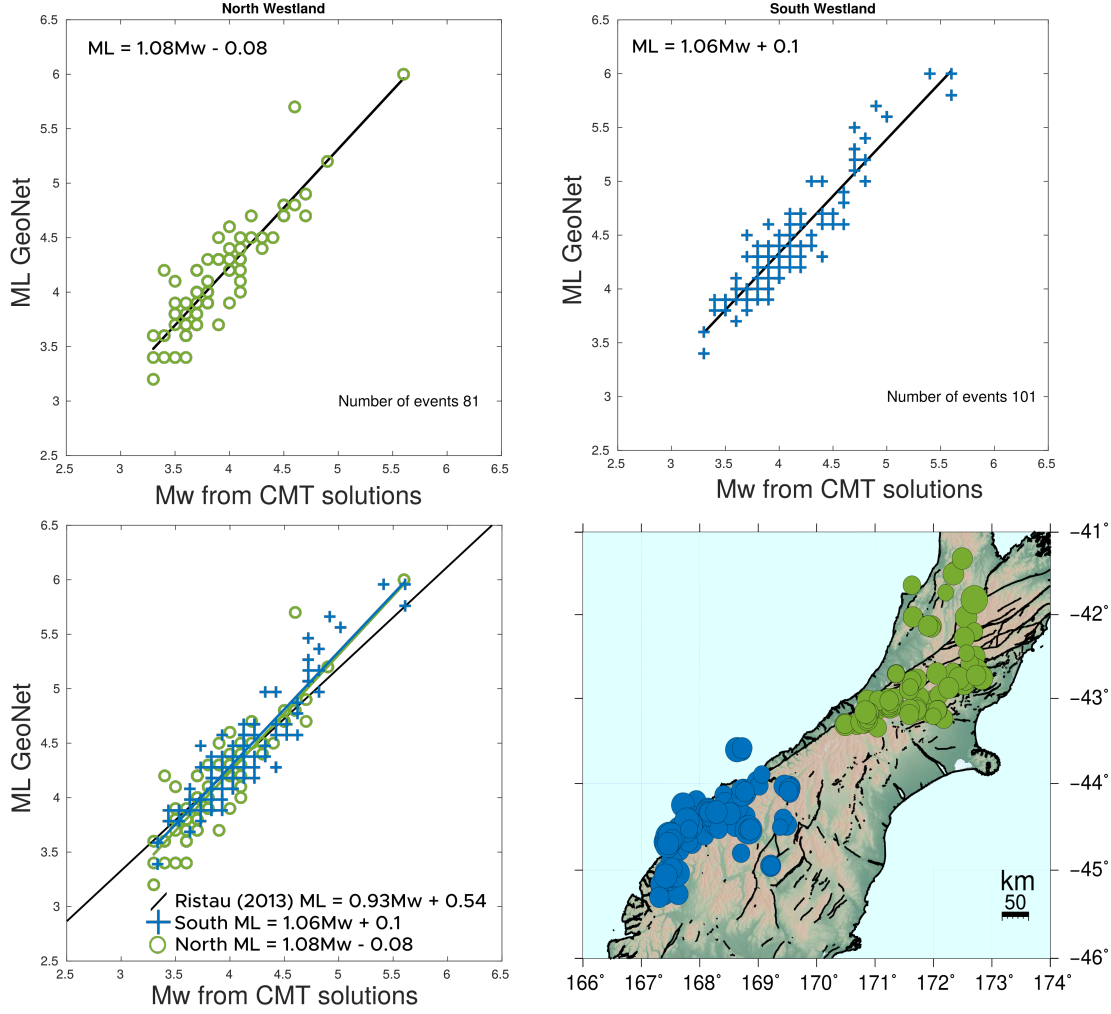 North Westland
ML = 1.08Mw - 0.08
6.5
6
5.5
5
4.5
4
3.5
3
2.5
ML GeoNet
Number of events 81
2.5 3 3.5 4 4.5 5 5.5 6 6.5
Mw from CMT solutions
South Westland
ML = 1.06Mw + 0.1
6.5
6
5.5
5
4.5
4
3.5
3
2.5
ML GeoNet
Number of events 101
2.5 3 3.5 4 4.5 5 5.5 6 6.5
Mw from CMT solutions
6.5
6
5.5
5
4.5
4
3.5
3
2.5
ML GeoNet
Ristau (2013) ML = 0.93Mw + 0.54
South ML = 1.06Mw + 0.1
North ML = 1.08Mw - 0.08
2.5 3 3.5 4 4.5 5 5.5 6 6.5
Mw from CMT solutions
−41°
−42°
−43°
−44°
−45°
−46°
km
50
166° 167° 168° 169° 170° 171° 172° 173° 174°